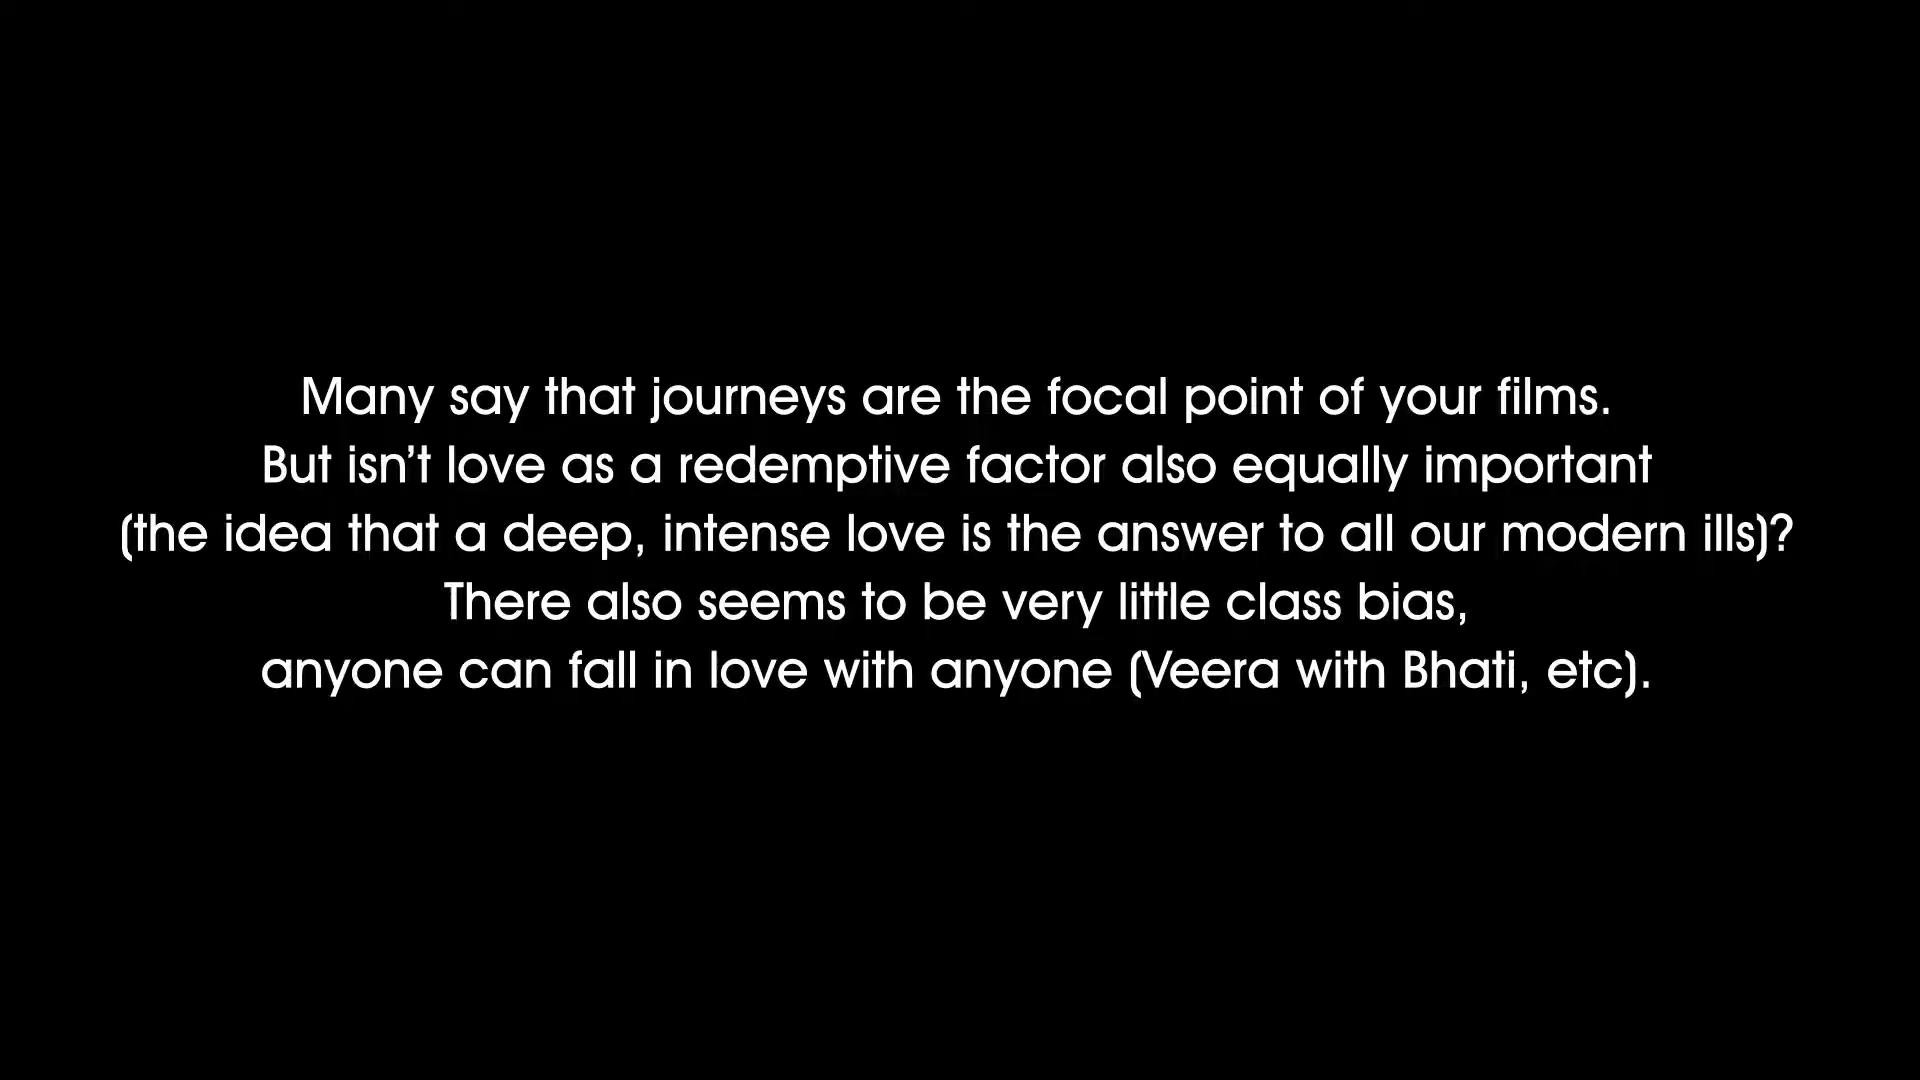 Many say that journeys are the focal point of your films.
But isn’t love as a redemptive factor also equally important
(the idea that a deep, intense love is the answer to all our modern ills)?
There also seems to be very little class bias,
anyone can fall in love with anyone (Veera with Bhati, etc).